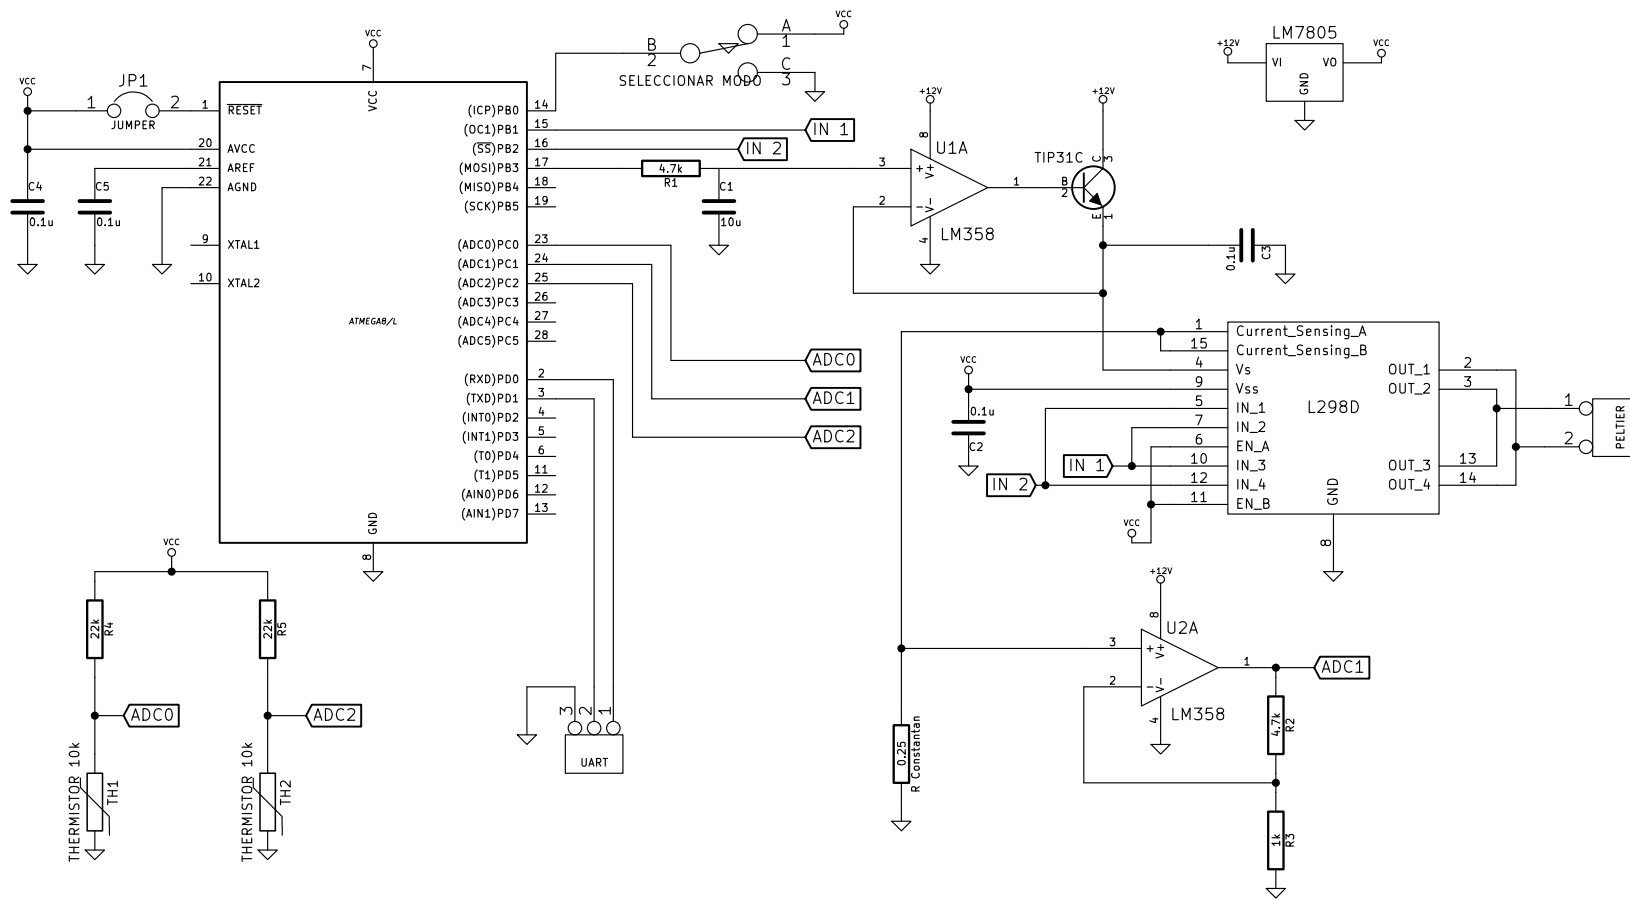 VCC
JP1
1
2
JUMPER
C4
0.1u
C5
0.1u
VCC
7
VCC
1
RESET
20
AVCC
21
AREF
22
AGND
9
XTAL1
10
XTAL2
ATMEGA8/L
GND
8
(ICP)PB0
14
(OC1)PB1
15
(SS)PB2
16
(MOSI)PB3
17
(MISO)PB4
18
(SCK)PB5
19
(ADC0)PC0
23
(ADC1)PC1
24
(ADC2)PC2
25
(ADC3)PC3
26
(ADC4)PC4
27
(ADC5)PC5
28
(RXD)PD0
2
(TXD)PD1
3
(INT0)PD2
4
(INT1)PD3
5
(T0)PD4
6
(T1)PD5
11
(AIN0)PD6
12
(AIN1)PD7
13
B
2
A
1
VCC
C
3
SELECCIONAR MODO
IN 1
IN 2
4.7k
R1
C1
10u
ADC0
ADC1
ADC2
+12V
8
U1A
3
+
V+
2
-
V-
4
1
LM358
+12V
TIP31C
C
3
B
2
E
1
0.1u
C3
LM7805
+12V
VI
VO
GND
VCC
1
Current_Sensing_A
15
Current_Sensing_B
4
Vs
9
Vss
5
IN_1
7
IN_2
6
EN_A
10
IN_3
12
IN_4
11
EN_B
L298D
OUT_1
2
OUT_2
3
OUT_3
13
OUT_4
14
GND
8
VCC
0.1u
C2
IN 1
IN 2
VCC
1
2
PELTIER
VCC
22k
R4
22k
R5
ADC0
ADC2
THERMISTOR 10k
TH1
THERMISTOR 10k
TH2
3
2
1
UART
0.25
R Constantan
+12V
8
U2A
3
+
V+
2
-
V-
4
1
LM358
ADC1
4.7k
R2
1k
R3